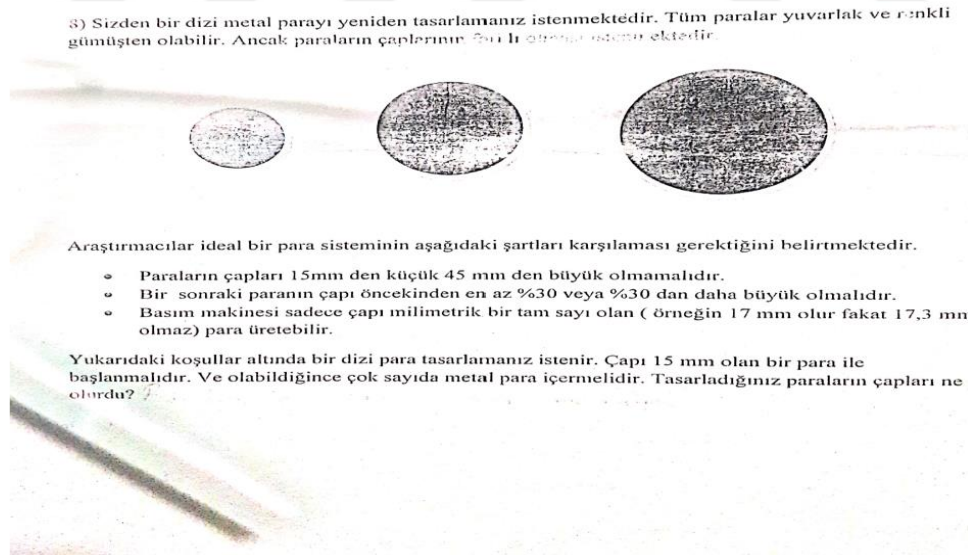 8) Sizden bir dizi metal parayı yeniden tasarlamanız istenmektedir. Tüm paralar yuvarlak ve renkli
gümüşten olabilir. Ancak paraların çaplarının
Araştırmacılar ideal bir para sisteminin aşağıdaki şartları karşılaması gerektiğini belirtmektedir.
Paraların çapları 15mm den küçük 45 mm den büyük olmamalıdır.
Bir sonraki paranın çapı öncekinden en az %30 veya %30 dan daha büyük olmalıdır.
Basım makinesi sadece çapı milimetrik bir tam sayı olan ( örneğin 17 mm olur fakat 17,3 mm
olmaz) para üretebilir.
Yukarıdaki koşullar altında bir dizi para tasarlamanız istenir. Çapı 15 mm olan bir para ile
başlanmalıdır. Ve olabildiğince çok sayıda metal para içermelidir. Tasarladığınız paraların çapları ne
olurdu?